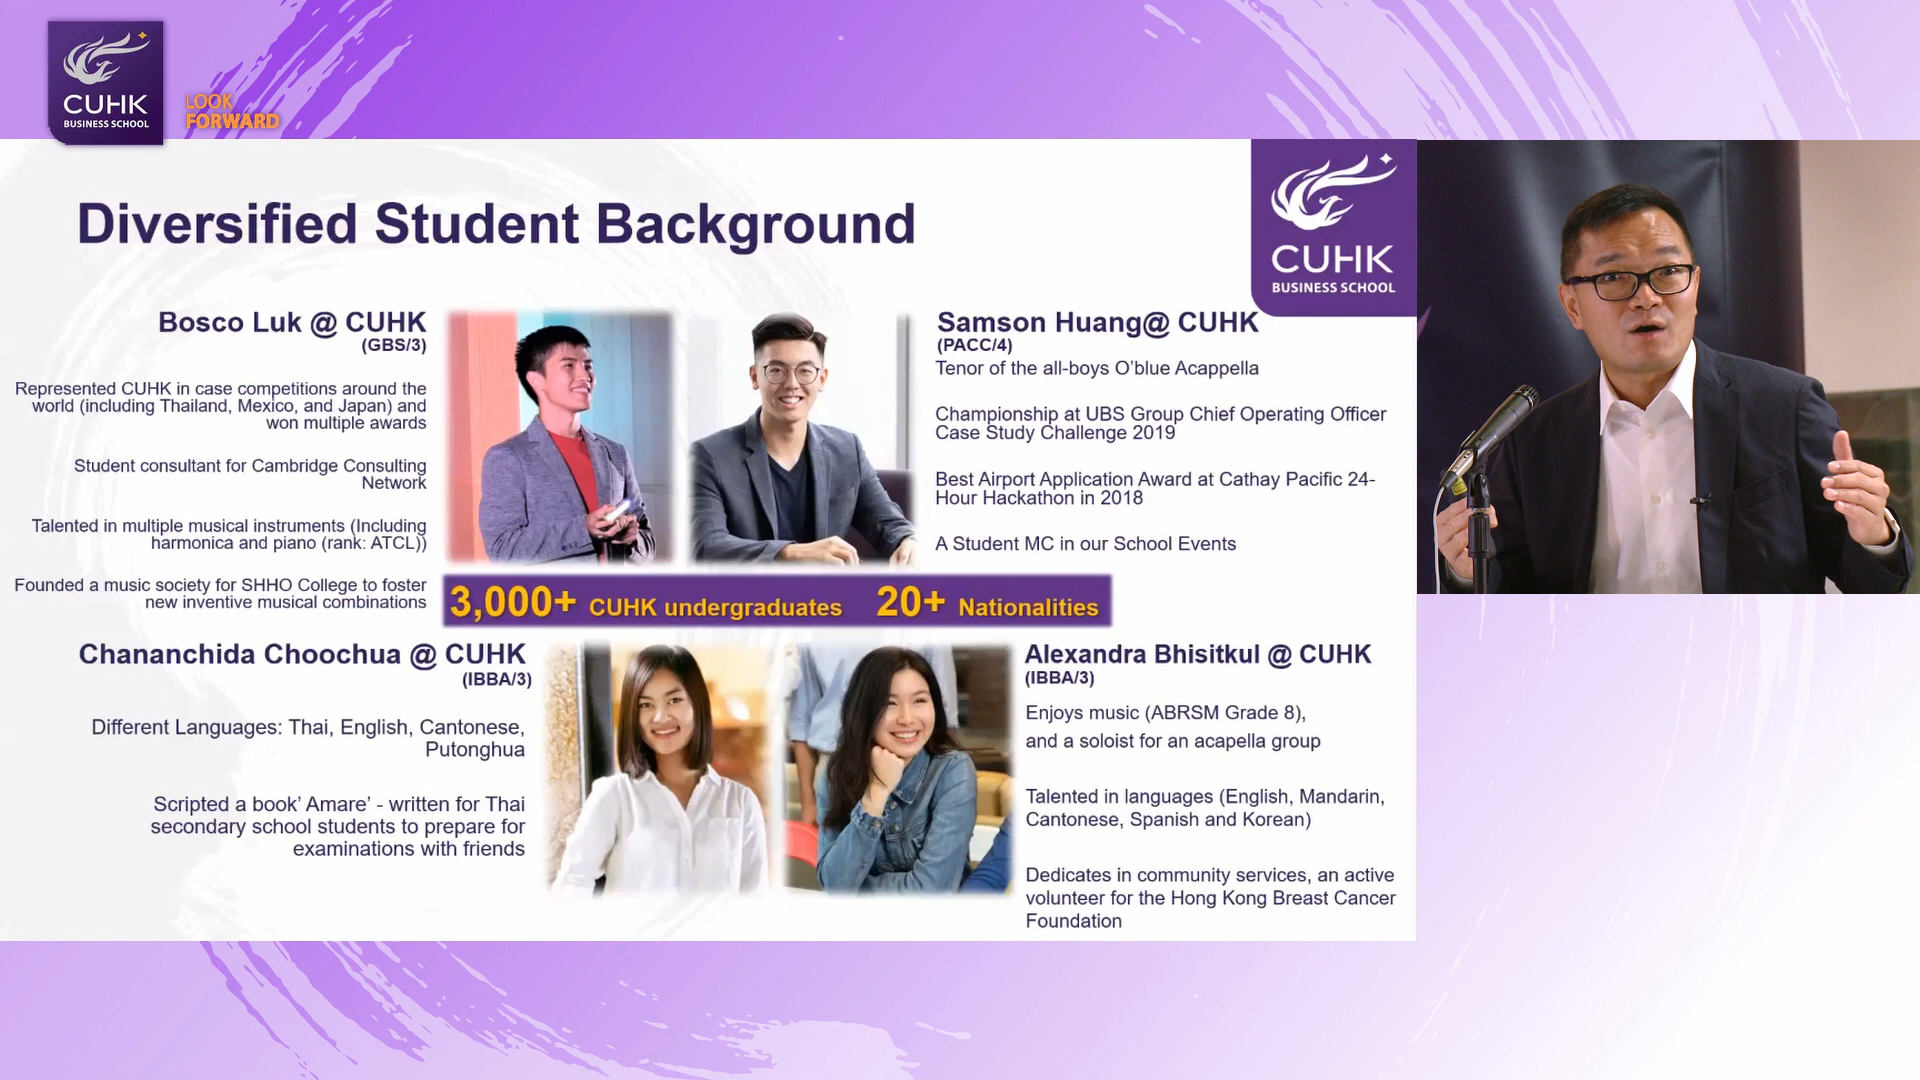 CUHK
BUSINESS SCHOOL
LOOK
FORWARD
CUHK
BUSINESS SCHOOL
Diversified Student Background
Bosco Luk @ CUHK
(GBS/3)
Represented CUHK in case competitions around the
world (including Thailand, Mexico, and Japan) and
won multiple awards
Student consultant for Cambridge Consulting
Network
Talented in multiple musical instruments (Including
harmonica and piano (rank: ATCL))
Founded a music society for SHHO College to foster
new inventive musical combinations
Samson Huang@ CUHK
(PACC/4)
Tenor of the all-boys O’blue Acappella
Championship at UBS Group Chief Operating Officer
Case Study Challenge 2019
Best Airport Application Award at Cathay Pacific 24-
Hour Hackathon in 2018
A Student MC in our School Events
3,000+ CUHK undergraduates 20+ Nationalities
Chananchida Choochua @ CUHK
(IBBA/3)
Different Languages: Thai, English, Cantonese,
Putonghua
Scripted a book’ Amare’ - written for Thai
secondary school students to prepare for
examinations with friends
Alexandra Bhisitkul @ CUHK
(IBBA/3)
Enjoys music (ABRSM Grade 8),
and a soloist for an acapella group
Talented in languages (English, Mandarin,
Cantonese, Spanish and Korean)
Dedicates in community services, an active
volunteer for the Hong Kong Breast Cancer
Foundation